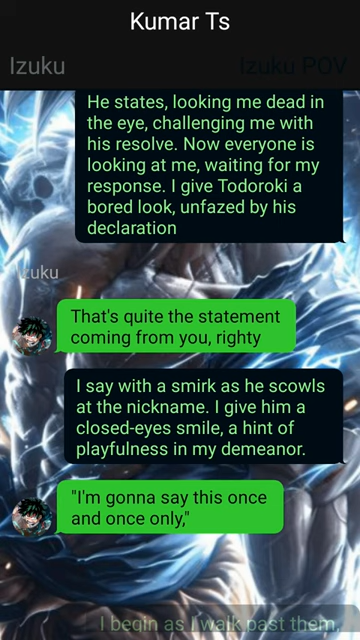 Kumar Ts
Izuku
Izuku POV
He states, looking me dead in
the eye, challenging me with
his resolve. Now everyone is
looking at me, waiting for my
response. I give Todoroki a
bored look, unfazed by his
declaration
Izuku
That's quite the statement
coming from you, righty
I say with a smirk as he scowls
at the nickname. I give him a
closed-eyes smile, a hint of
playfulness in my demeanor.
"I'm gonna say this once
and once only,"
I begin as I walk past them,